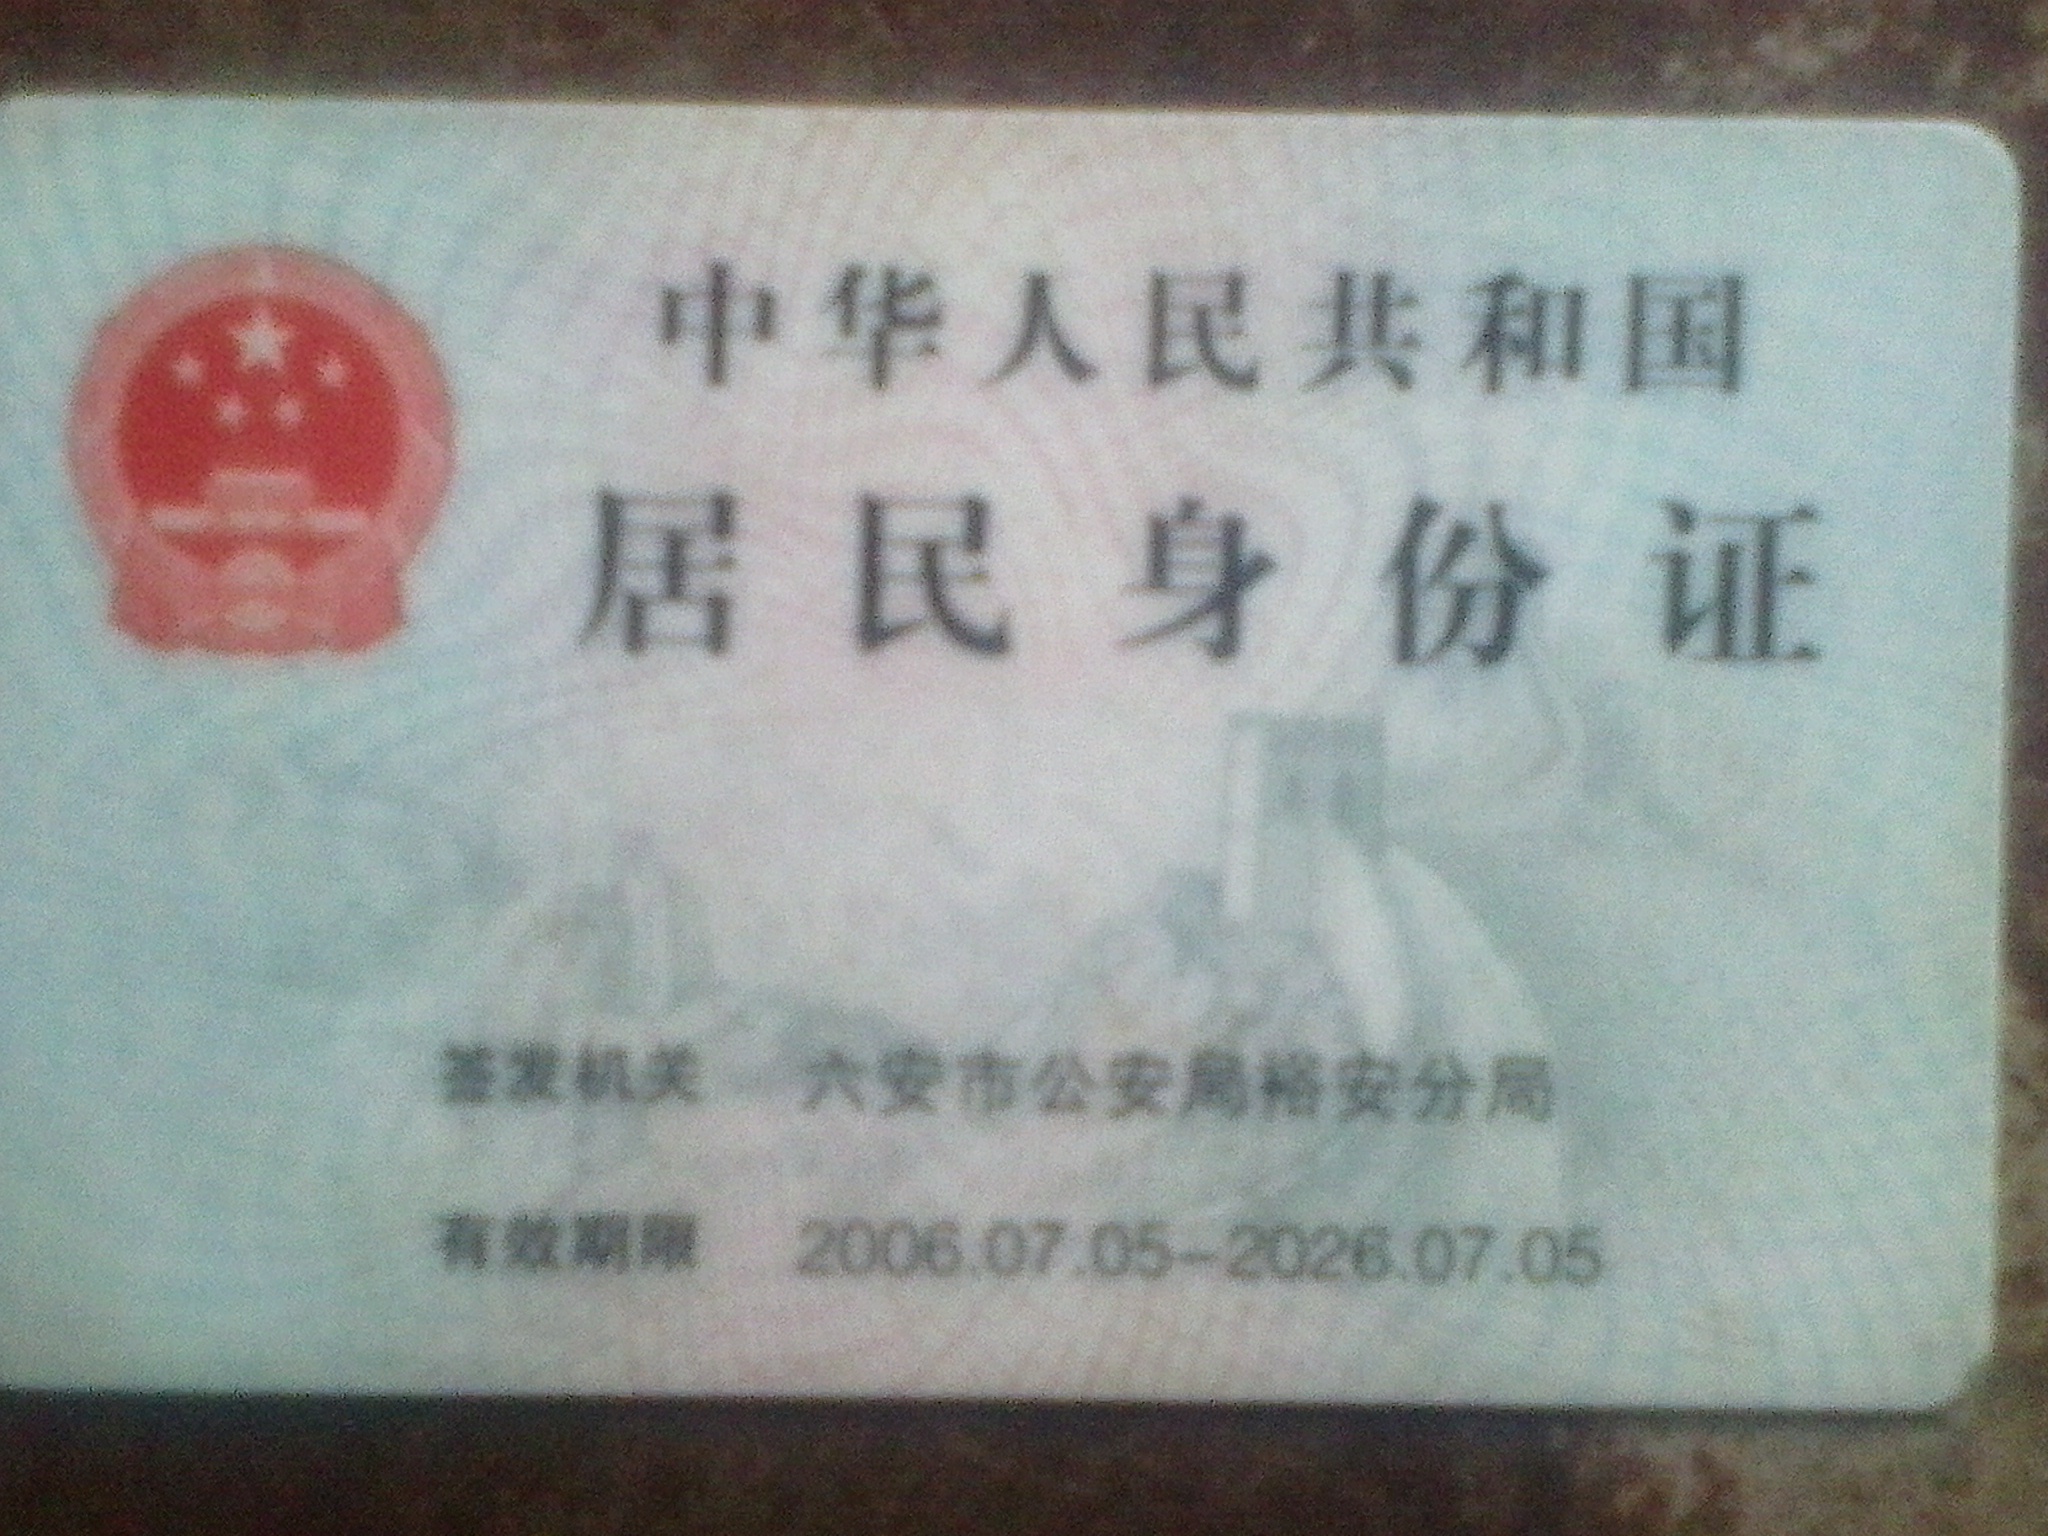 中华人民共和国
居民身份证
签发机关 六安市公安局裕安分局
有效期限 2006.07.05-2026.07.05